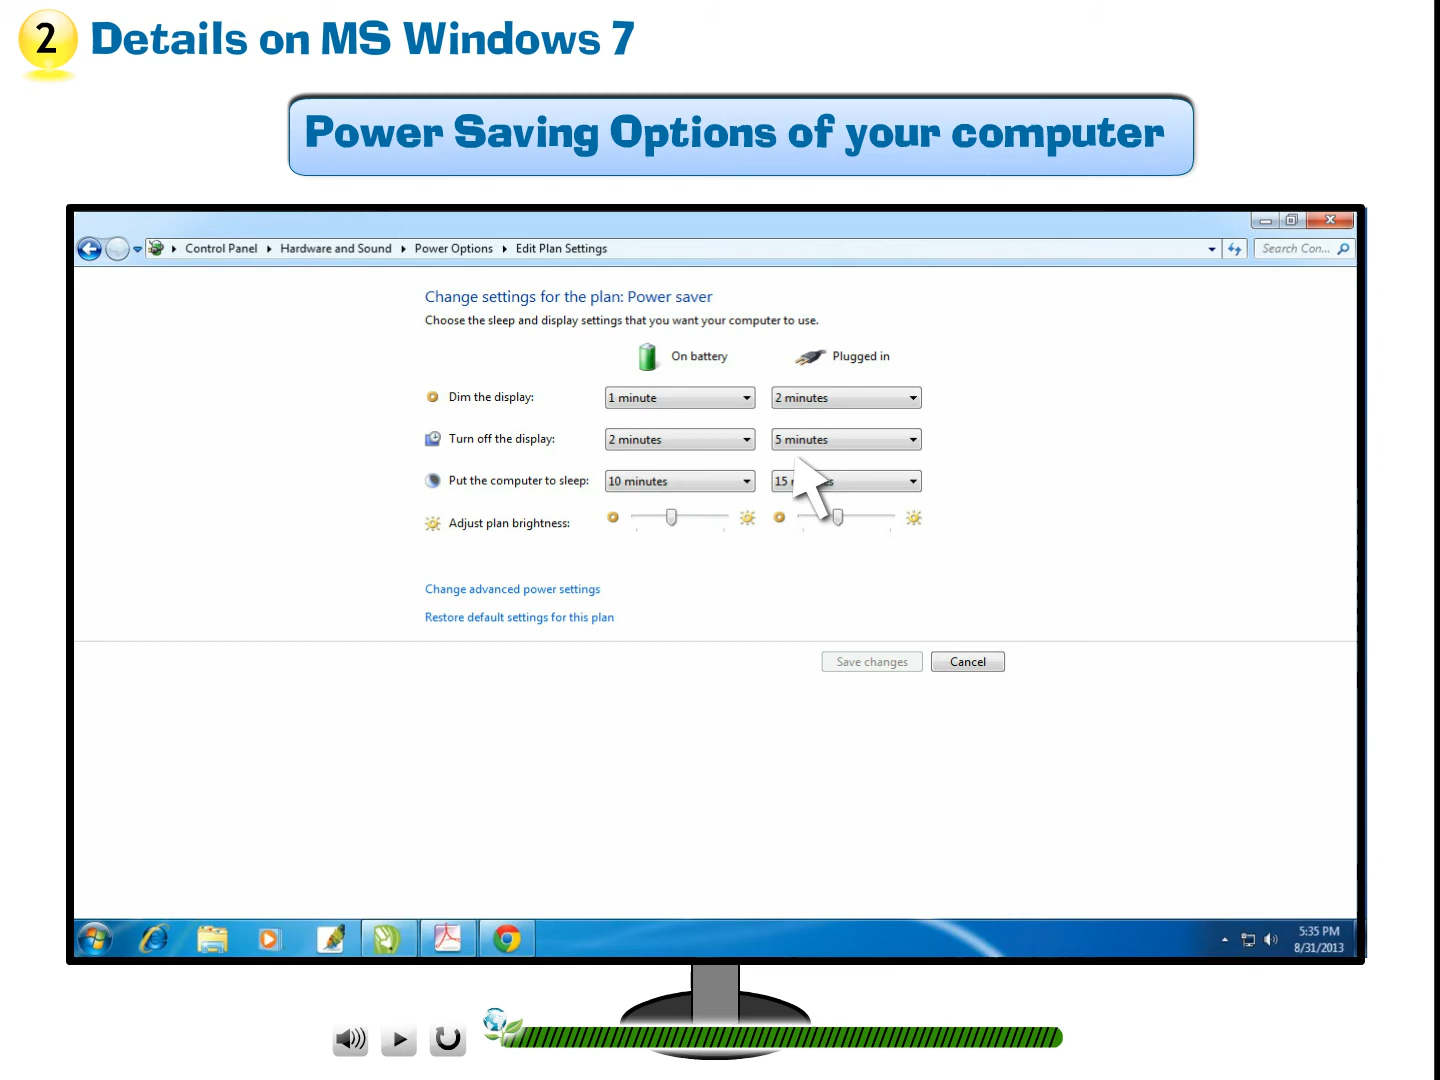 2 Details on MS Windows 7
Power Saving Options of your computer
Control Panel Hardware and Sound Power Options Edit Plan Settings Search Con...
Change settings for the plan: Power saver
Choose the sleep and display settings that you want your computer to use.
On battery Plugged in
Dim the display: 1 minute 2 minutes
Turn off the display: 2 minutes 5 minutes
Put the computer to sleep: 10 minutes 15
Adjust plan brightness:
Change advanced power settings
Restore default settings for this plan
Save changes Cancel
5:35 PM
8/31/2013